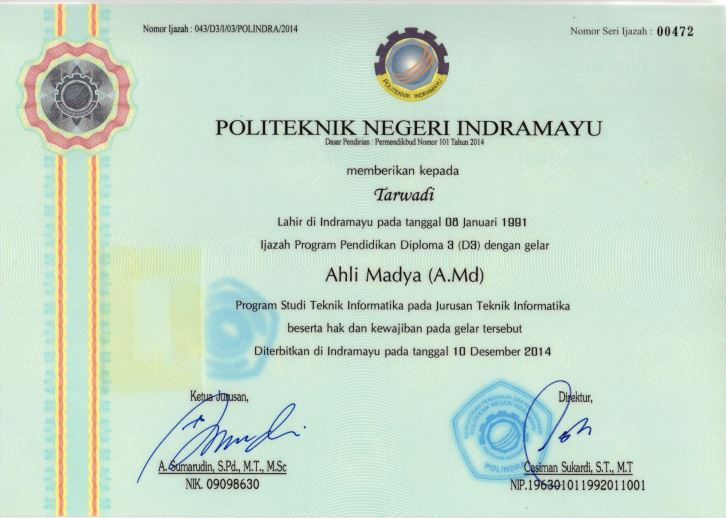 Nomor Ijazah : 043/D3/I/03/POLINDRA/2014
Nomor Seri Ijazah : 00472
POLITEKNIK INDRAMAYU
POLITEKNIK NEGERI INDRAMAYU
Dasar Pendirian : Permendikbud Nomor 101 Tahun 2014
memberikan kepada
Tarwadi
Lahir di Indramayu pada tanggal 08 Januari 1991
Ijazah Program Pendidikan Diploma 3 (D3) dengan gelar
Ahli Madya (A.Md)
Program Studi Teknik Informatika pada Jurusan Teknik Informatika
beserta hak dan kewajiban pada gelar tersebut
Diterbitkan di Indramayu pada tanggal 10 Desember 2014
Ketua Jurusan,
Direktur,
POLITEKNIK NEGERI INDRAMAYU
POLINDRA
A. Sumarudin, S.Pd., M.T., M.Sc
NIK. 09098630
Casiman Sukardi, S.T., M.T
NIP.196301011992011001